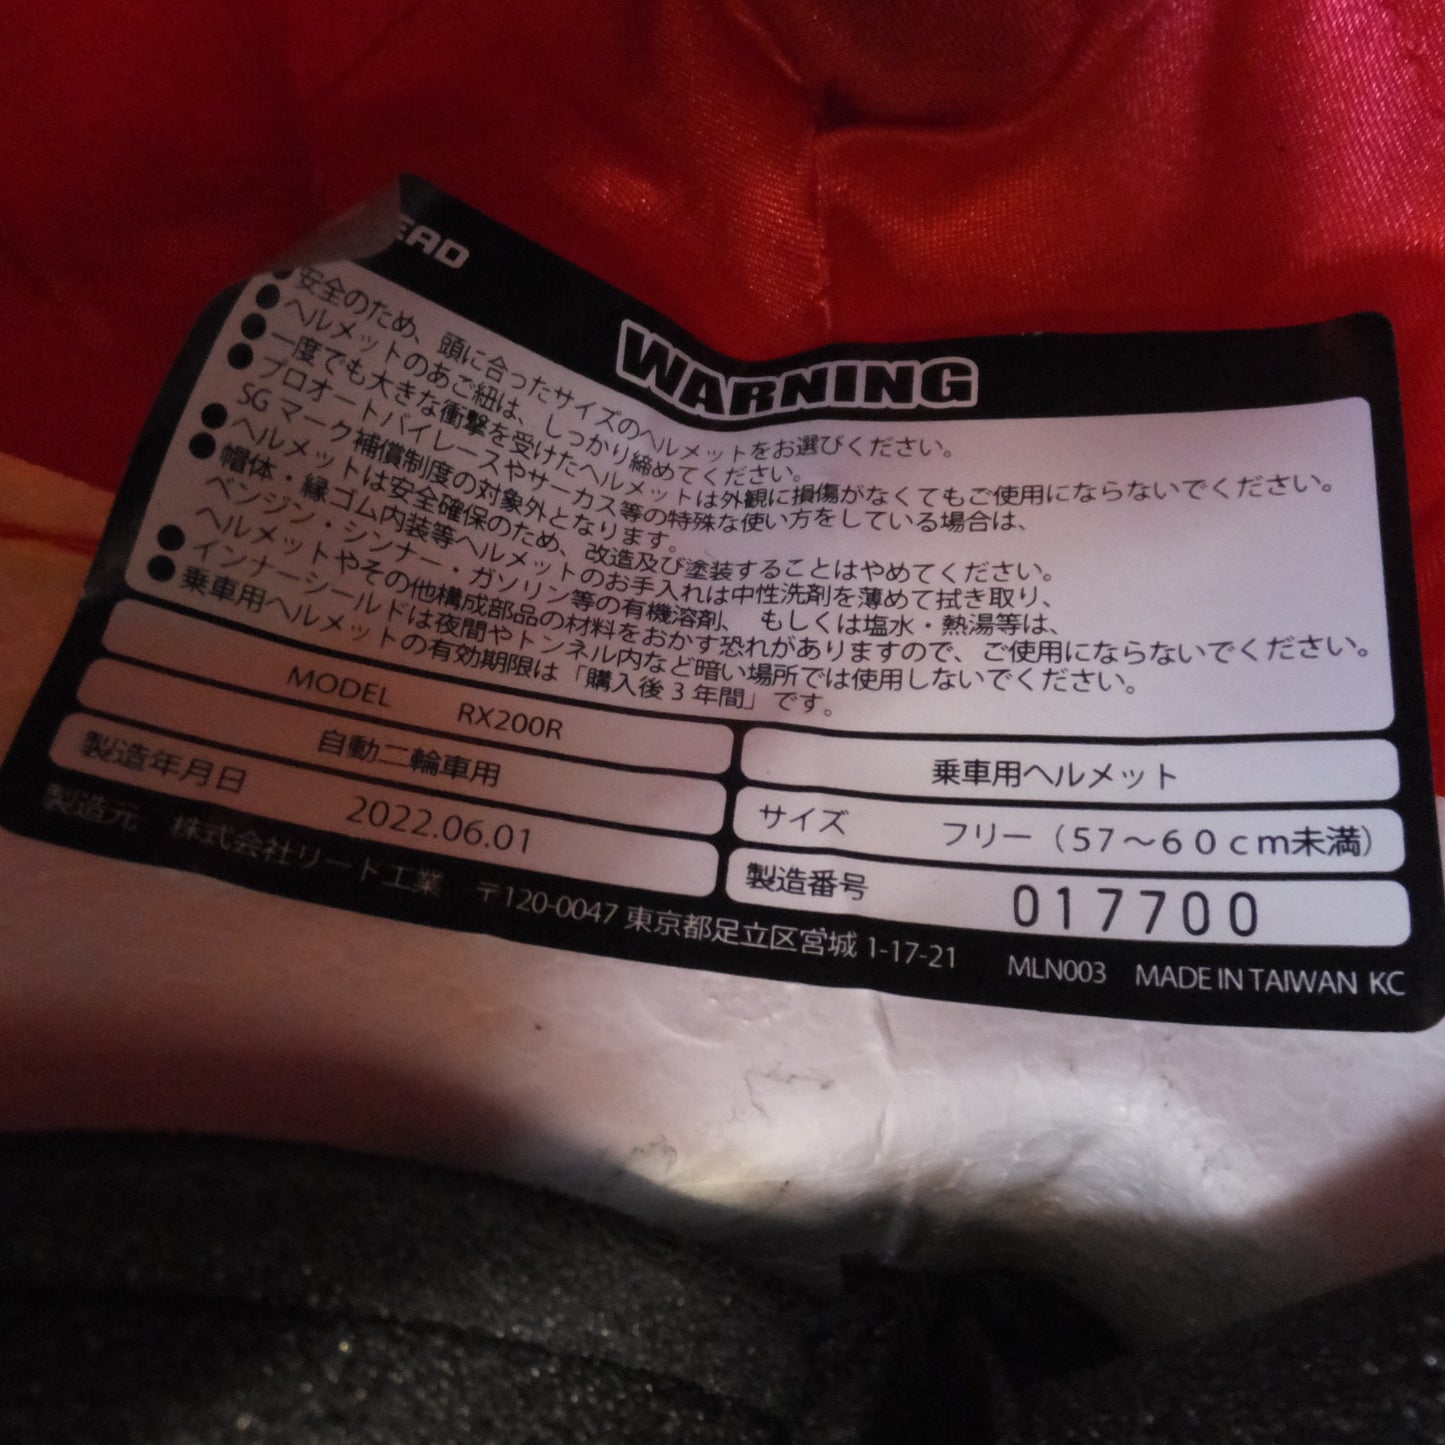 EAD
WARNING
●安全のため、頭に合ったサイズのヘルメットをお選びください。
●ヘルメットのあご紐は、しっかり締めてください。
●一度でも大きな衝撃を受けたヘルメットは外観に損傷がなくてもご使用にならないでください。
●プロオートバイレースやサーカス等の特殊な使い方をしている場合は、
SGマーク補償制度の対象外となります。
●ヘルメットは安全確保のため、改造及び塗装することはやめてください。
●帽体・縁ゴム内装等ヘルメットのお手入れは中性洗剤を薄めて拭き取り、
ベンジン・シンナー・ガソリン等の有機溶剤、もしくは塩水・熱湯等は、
ヘルメットやその他構成部品の材料をおかす恐れがありますので、ご使用にならないでください。
●インナーシールドは夜間やトンネル内など暗い場所では使用しないでください。
●乗車用ヘルメットの有効期限は「購入後3年間」です。
MODEL RX200R
乗車用ヘルメット
自動二輪車用
サイズ フリー（57～60cm未満）
製造年月日 2022.06.01
製造番号 017700
製造元 株式会社リード工業 〒120-0047 東京都足立区宮城 1-17-21 MLN003 MADE IN TAIWAN KC